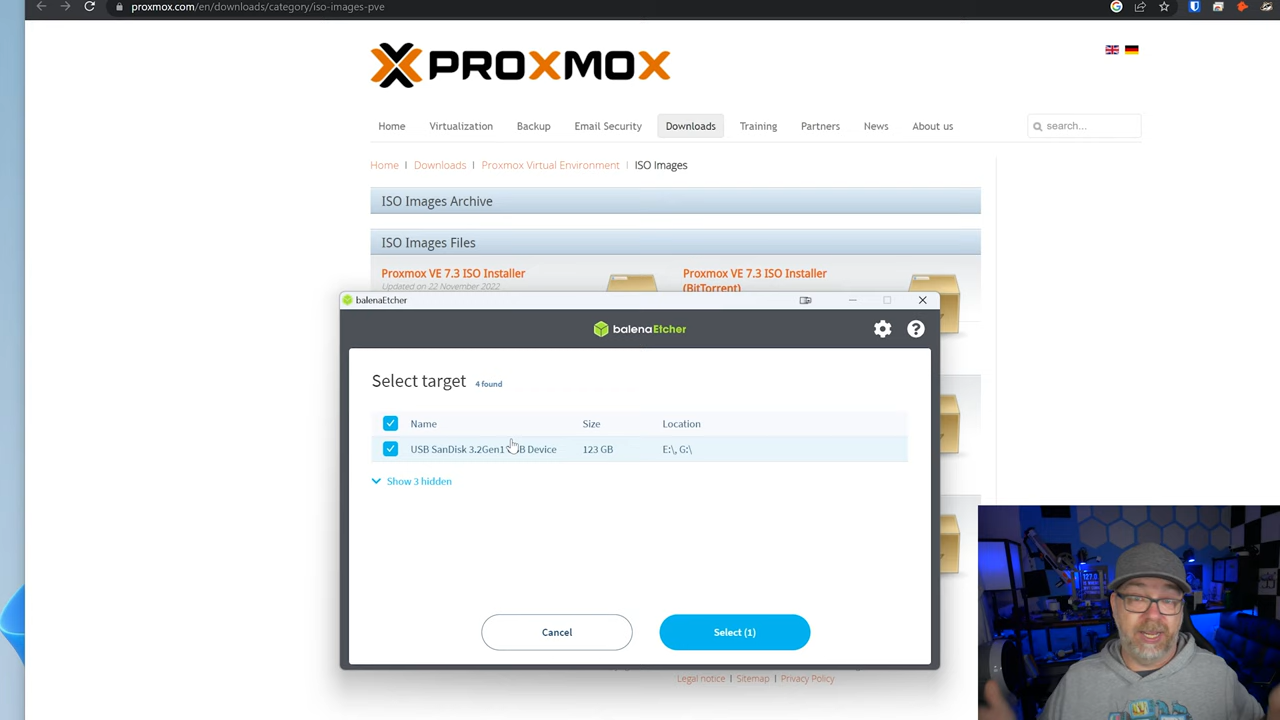 proxmox.com/en/downloads/category/iso-images-pve
PROXMOX
Home Virtualization Backup Email Security Downloads Training Partners News About us search...
Home | Downloads | Proxmox Virtual Environment | ISO Images
ISO Images Archive
ISO Images Files
Proxmox VE 7.3 ISO Installer
Updated on 22 November 2022
Proxmox VE 7.3 ISO Installer
(BitTorrent)
balenaEtcher
balenaEtcher
Select target 4 found
Name Size Location
USB SanDisk 3.2Gen1 Device 123 GB E:\, G:\
Show 3 hidden
Cancel Select (1)
Legal notice | Sitemap | Privacy Policy
127.0